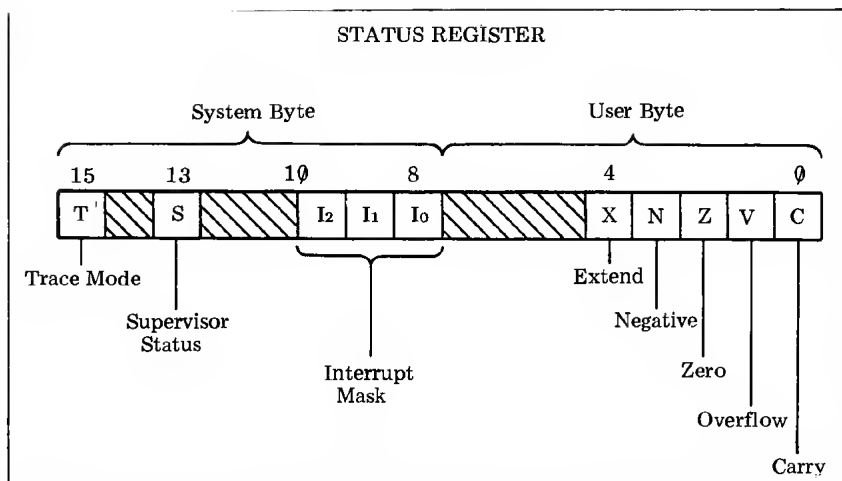 STATUS REGISTER
System Byte User Byte
15 13 10 8 4 0
T S I2 I1 I0 X N Z V C
Trace Mode
Supervisor
Status
Interrupt
Mask
Extend
Negative
Zero
Overflow
Carry